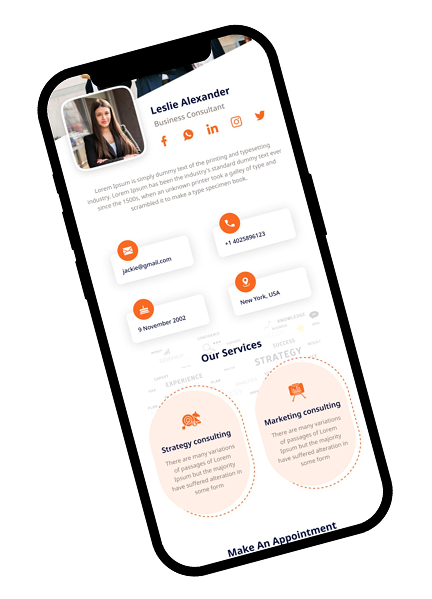 Leslie Alexander
Business Consultant
Lorem Ipsum is simply dummy text of the printing and typesetting
industry. Lorem Ipsum has been the industry's standard dummy text ever
since the 1500s, when an unknown printer took a galley of type and
scrambled it to make a type specimen book.
jackie@gmail.com
+1 4025896123
9 November 2002
New York, USA
KNOWLEDGE
SUCCESS
STRATEGY
EXPERIENCE
Our Services
Strategy consulting
There are many variations
of passages of Lorem
Ipsum but the majority
have suffered alteration in
some form
Marketing consulting
There are many variations
of passages of Lorem
Ipsum but the majority
have suffered alteration in
some form
Make An Appointment